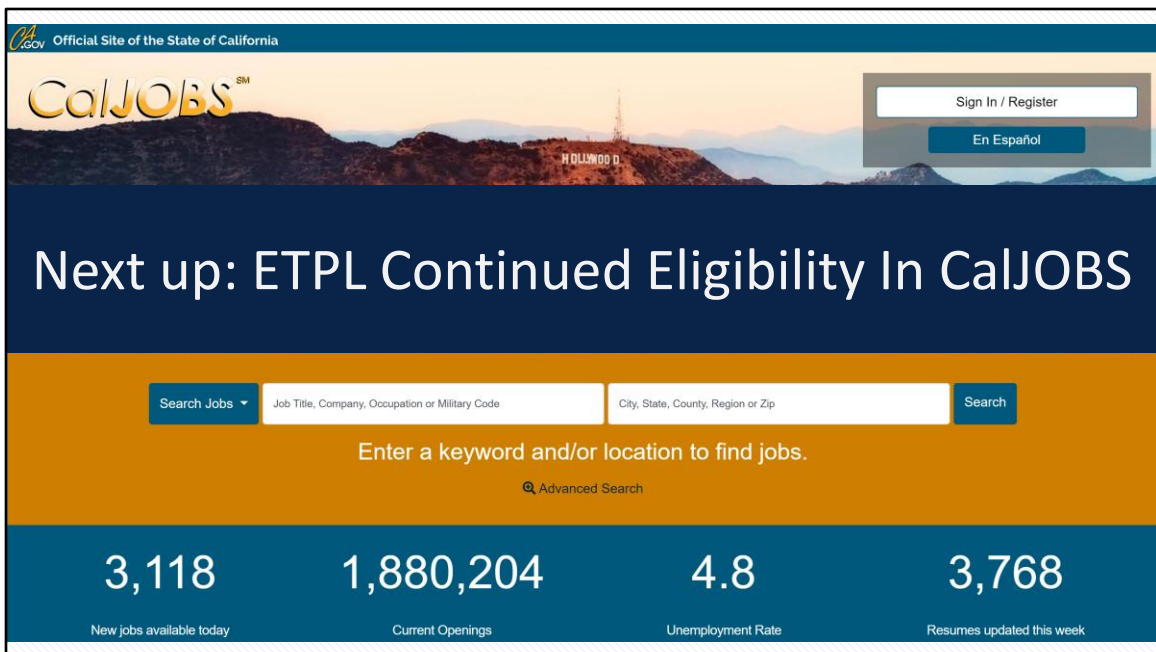 CA.GOV Official Site of the State of California
CalJOBS℠
Sign In / Register
En Español
HOLLYWOOD
Next up: ETPL Continued Eligibility In CalJOBS
Search Jobs
Job Title, Company, Occupation or Military Code
City, State, County, Region or Zip
Search
Enter a keyword and/or location to find jobs.
Advanced Search
3,118
1,880,204
4.8
3,768
New jobs available today
Current Openings
Unemployment Rate
Resumes updated this week